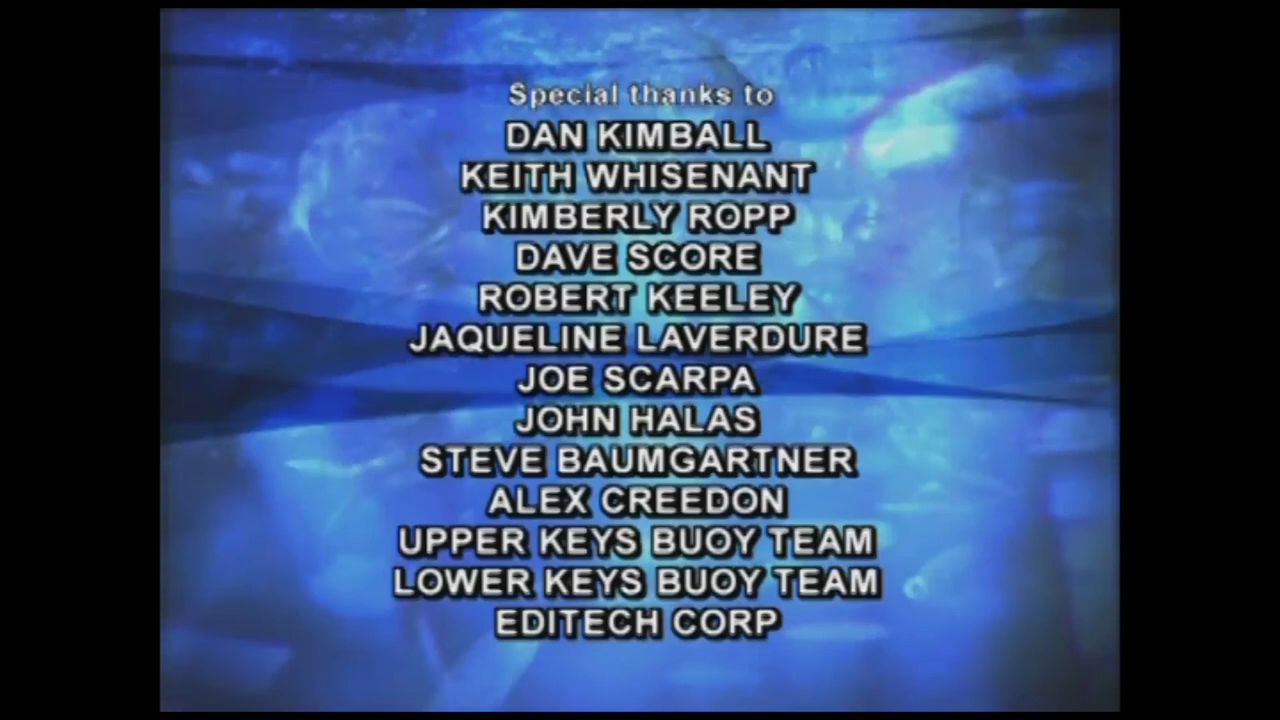 Special thanks to
DAN KIMBALL
KEITH WHISENANT
KIMBERLY ROPP
DAVE SCORE
ROBERT KEELEY
JAQUELINE LAVERDURE
JOE SCARPA
JOHN HALAS
STEVE BAUMGARTNER
ALEX CREEDON
UPPER KEYS BUOY TEAM
LOWER KEYS BUOY TEAM
EDITECH CORP